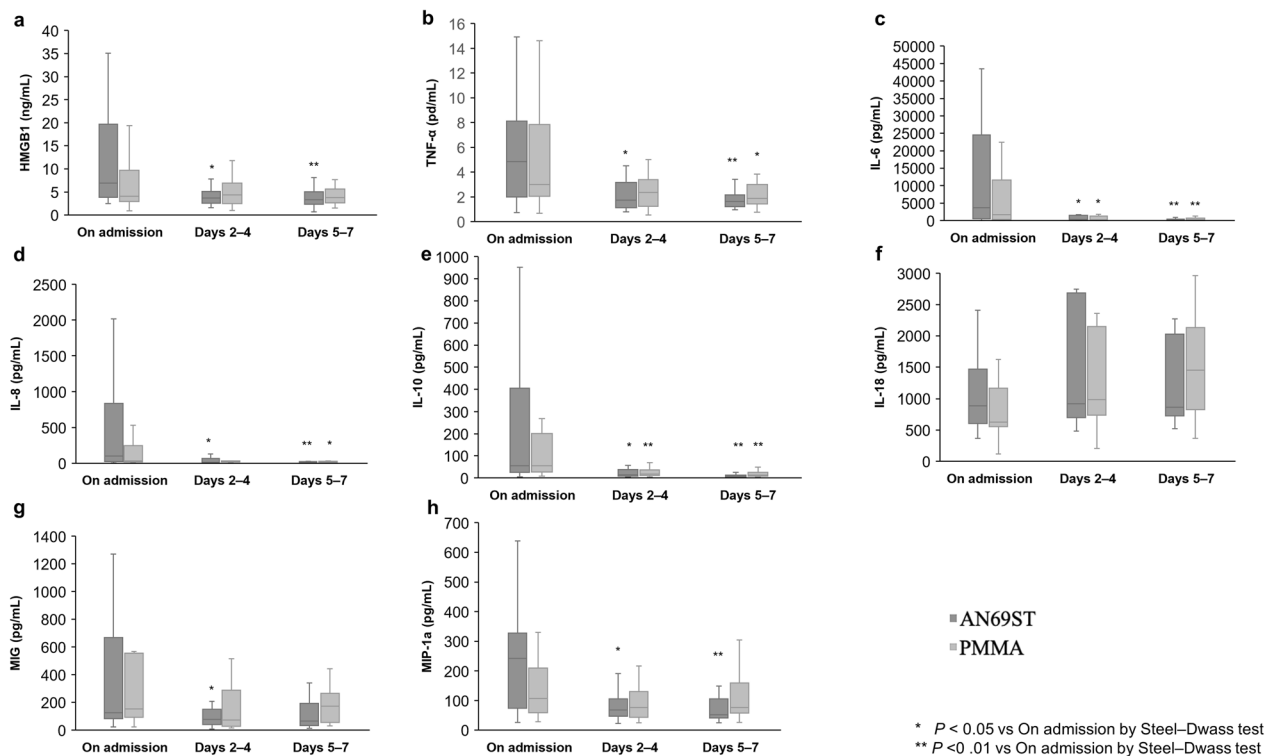 a
HMGB1 (ng/mL)
40
35
30
25
20
15
10
5
0
*
**
On admission Days 2–4 Days 5–7
b
TNF-α (pd/mL)
16
14
12
10
8
6
4
2
0
*
** *
On admission Days 2–4 Days 5–7
c
IL-6 (pg/mL)
50000
45000
40000
35000
30000
25000
20000
15000
10000
5000
0
* *
** **
On admission Days 2–4 Days 5–7
d
IL-8 (pg/mL)
2500
2000
1500
1000
500
0
*
** *
On admission Days 2–4 Days 5–7
e
IL-10 (pg/mL)
1000
900
800
700
600
500
400
300
200
100
0
* **
** **
On admission Days 2–4 Days 5–7
f
IL-18 (pg/mL)
3000
2500
2000
1500
1000
500
0
On admission Days 2–4 Days 5–7
g
MIG (pg/mL)
1400
1200
1000
800
600
400
200
0
*
On admission Days 2–4 Days 5–7
h
MIP-1a (pg/mL)
700
600
500
400
300
200
100
0
*
**
On admission Days 2–4 Days 5–7
AN69ST
PMMA
* P < 0.05 vs On admission by Steel–Dwass test
** P <0 .01 vs On admission by Steel–Dwass test